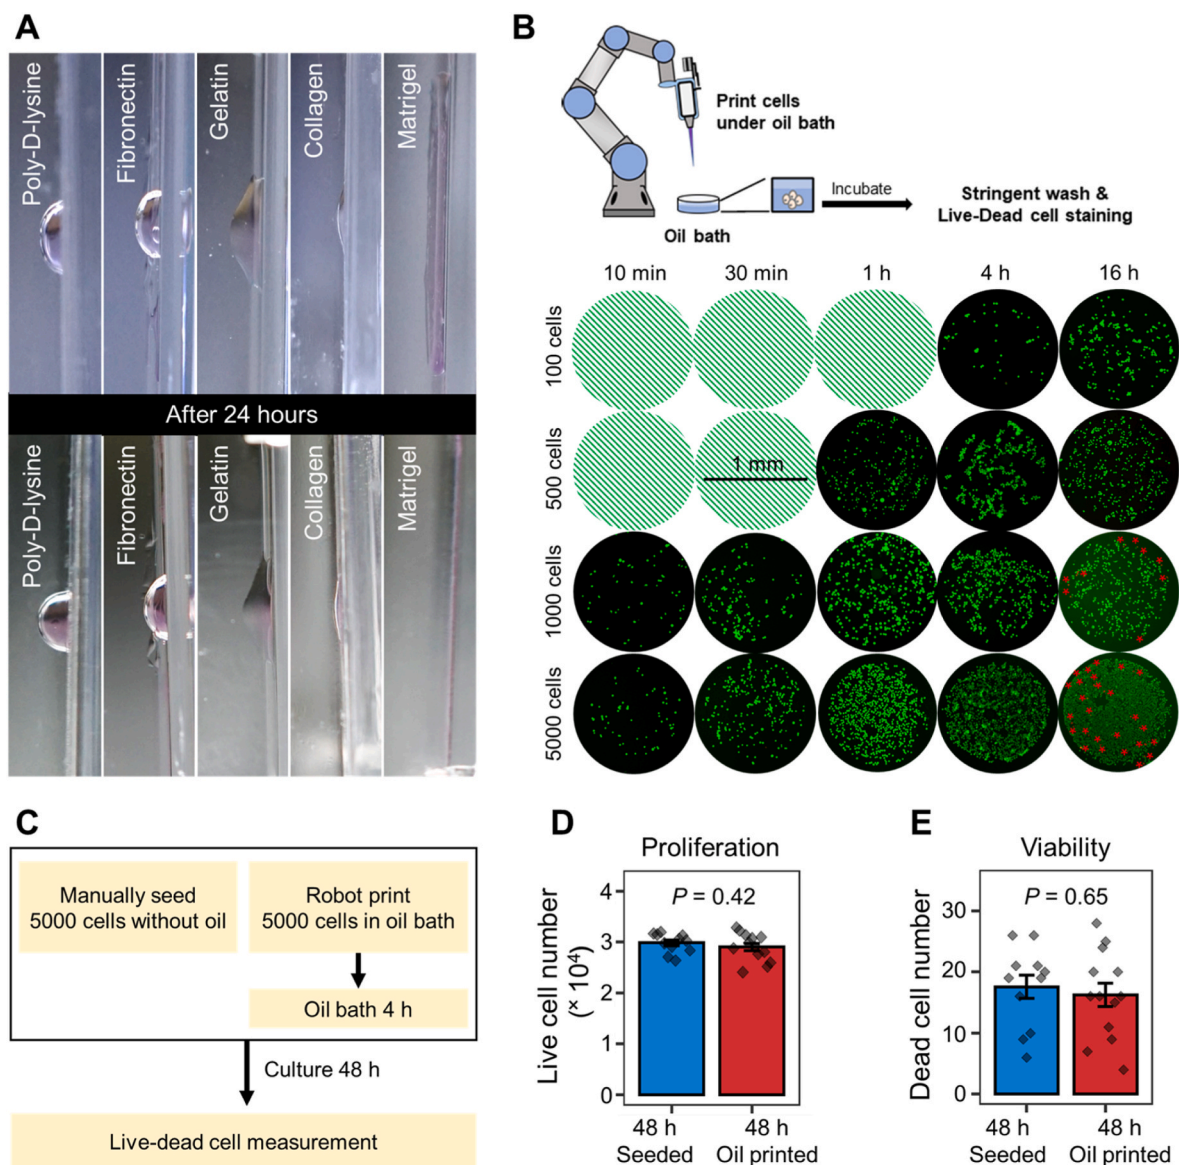 A
Poly-D-lysine
Fibronectin
Gelatin
Collagen
Matrigel
After 24 hours
Poly-D-lysine
Fibronectin
Gelatin
Collagen
Matrigel
B
Print cells
under oil bath
Oil bath
Incubate
Stringent wash &
Live-Dead cell staining
10 min
30 min
1 h
4 h
16 h
100 cells
500 cells
1 mm
1000 cells
5000 cells
C
Manually seed
5000 cells without oil
Robot print
5000 cells in oil bath
Oil bath 4 h
Culture 48 h
Live-dead cell measurement
D
Proliferation
P = 0.42
Live cell number
(× 10⁴)
4
3
2
1
0
48 h
Seeded
48 h
Oil printed
E
Viability
P = 0.65
Dead cell number
30
20
10
0
48 h
Seeded
48 h
Oil printed